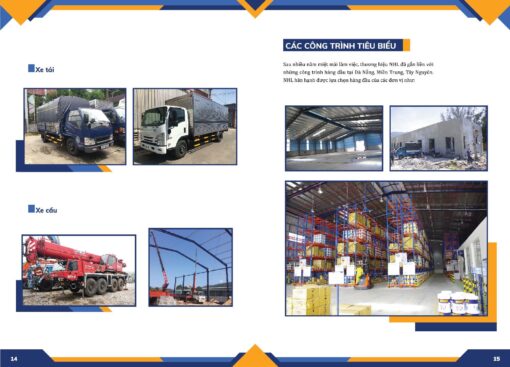 Xe tải
Xe cẩu
14
CÁC CÔNG TRÌNH TIÊU BIỂU
Sau nhiều năm miệt mài làm việc, thương hiệu NHL đã gắn liền với
những công trình hàng đầu tại Đà Nẵng, Miền Trung, Tây Nguyên.
NHL hân hạnh được lựa chọn hàng đầu của các đơn vị như:
15